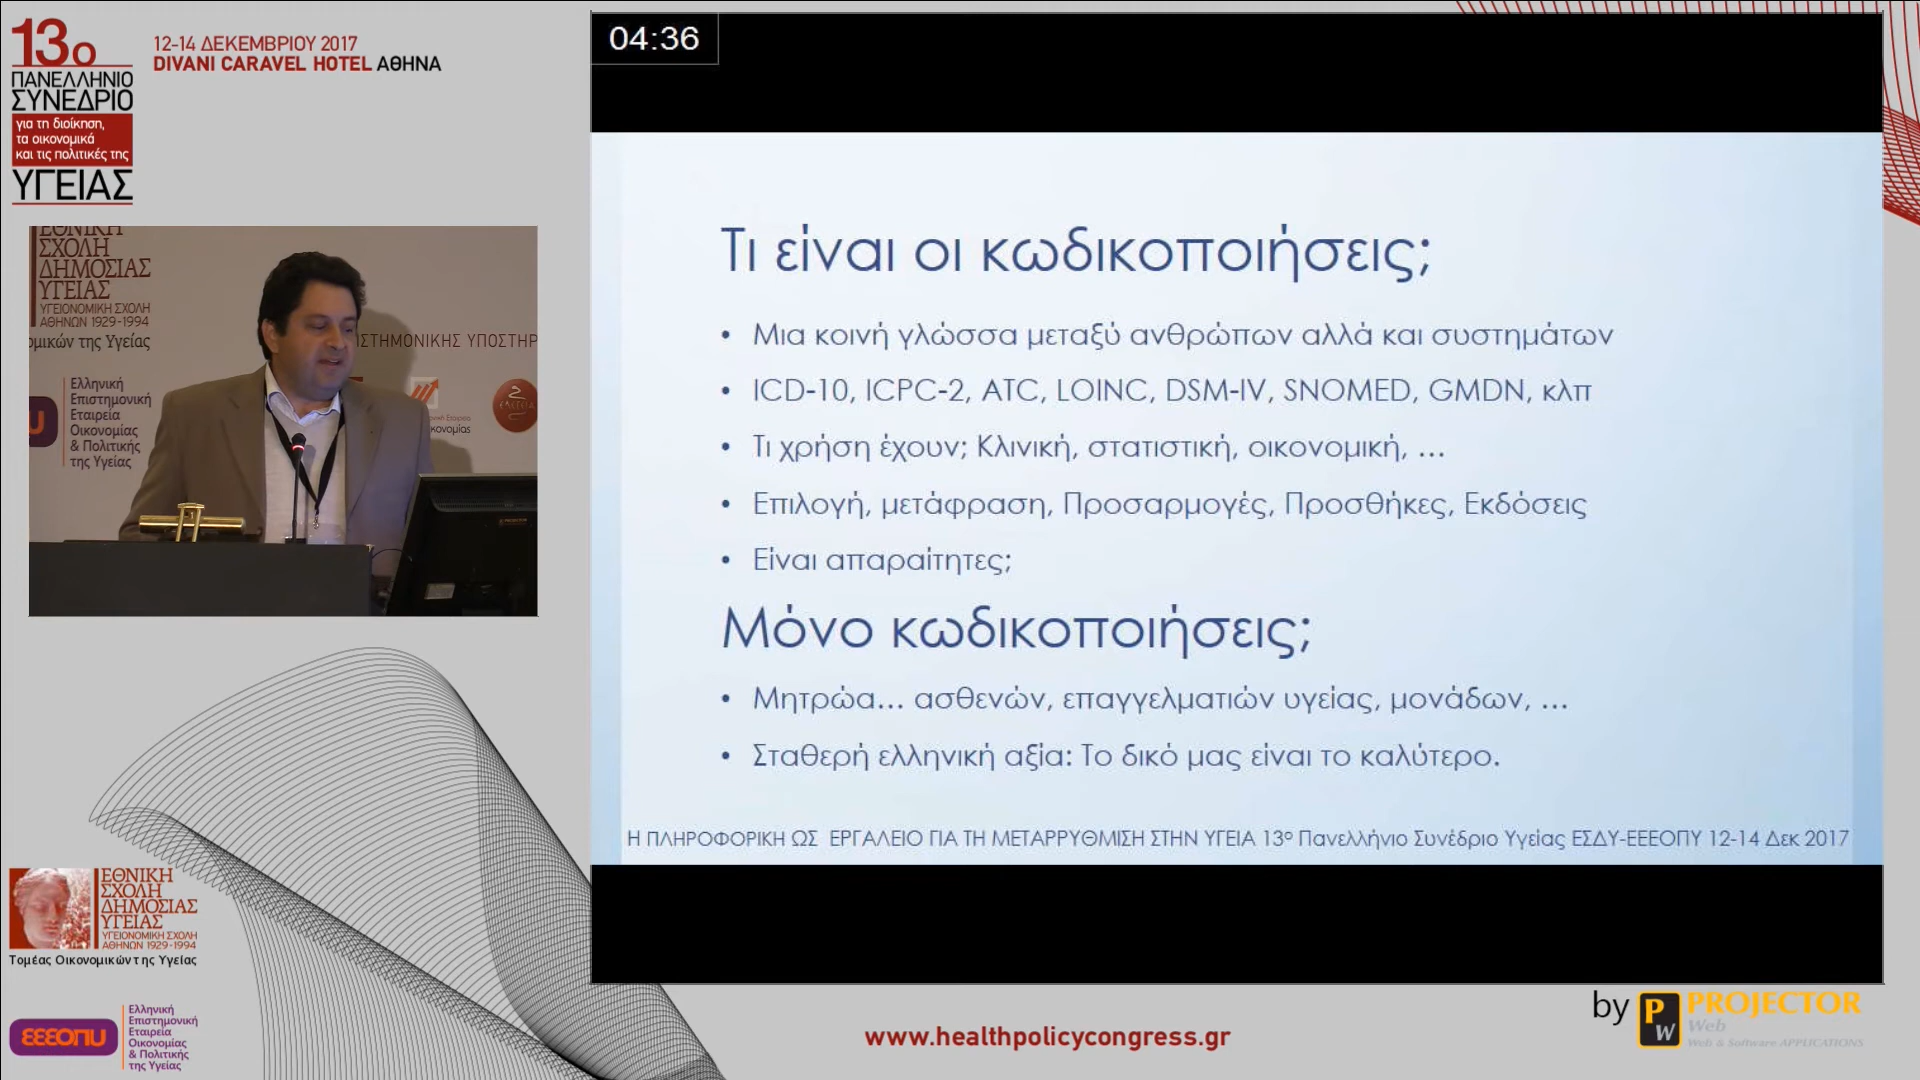 13ο
ΠΑΝΕΛΛΗΝΙΟ
ΣΥΝΕΔΡΙΟ
για τη διοίκηση,
τα οικονομικά
και τις πολιτικές της
ΥΓΕΙΑΣ
12-14 ΔΕΚΕΜΒΡΙΟΥ 2017
DIVANI CARAVEL HOTEL ΑΘΗΝΑ
ΕΘΝΙΚΗ
ΣΧΟΛΗ
ΔΗΜΟΣΙΑΣ
ΥΓΕΙΑΣ
ΥΓΕΙΟΝΟΜΙΚΗ ΣΧΟΛΗ
ΑΘΗΝΩΝ 1929-1994
της Υγείας
Ελληνική
Επιστημονική
Εταιρεία
Οικονομίας
& Πολιτικής
της Υγείας
04:36
Τι είναι οι κωδικοποιήσεις;
• Μια κοινή γλώσσα μεταξύ ανθρώπων αλλά και συστημάτων
• ICD-10, ICPC-2, ATC, LOINC, DSM-IV, SNOMED, GMDN, κλπ
• Τι χρήση έχουν; Κλινική, στατιστική, οικονομική, ...
• Επιλογή, μετάφραση, Προσαρμογές, Προσθήκες, Εκδόσεις
• Είναι απαραίτητες;
Μόνο κωδικοποιήσεις;
• Μητρώα... ασθενών, επαγγελματιών υγείας, μονάδων, ...
• Σταθερή ελληνική αξία: Το δικό μας είναι το καλύτερο.
Η ΠΛΗΡΟΦΟΡΙΚΗ ΩΣ ΕΡΓΑΛΕΙΟ ΓΙΑ ΤΗ ΜΕΤΑΡΡΥΘΜΙΣΗ ΣΤΗΝ ΥΓΕΙΑ 13ο Πανελλήνιο Συνέδριο Υγείας ΕΣΔΥ-ΕΕΕΟΠΥ 12-14 Δεκ 2017
ΕΘΝΙΚΗ
ΣΧΟΛΗ
ΔΗΜΟΣΙΑΣ
ΥΓΕΙΑΣ
ΥΓΕΙΟΝΟΜΙΚΗ ΣΧΟΛΗ
ΑΘΗΝΩΝ 1929-1994
Τομέας Οικονομικών της Υγείας
ΕΕΕΟΠΥ
Ελληνική
Επιστημονική
Εταιρεία
Οικονομίας
& Πολιτικής
της Υγείας
www.healthpolicycongress.gr
by PW PROJECTOR
Web
Web & Software APPLICATIONS